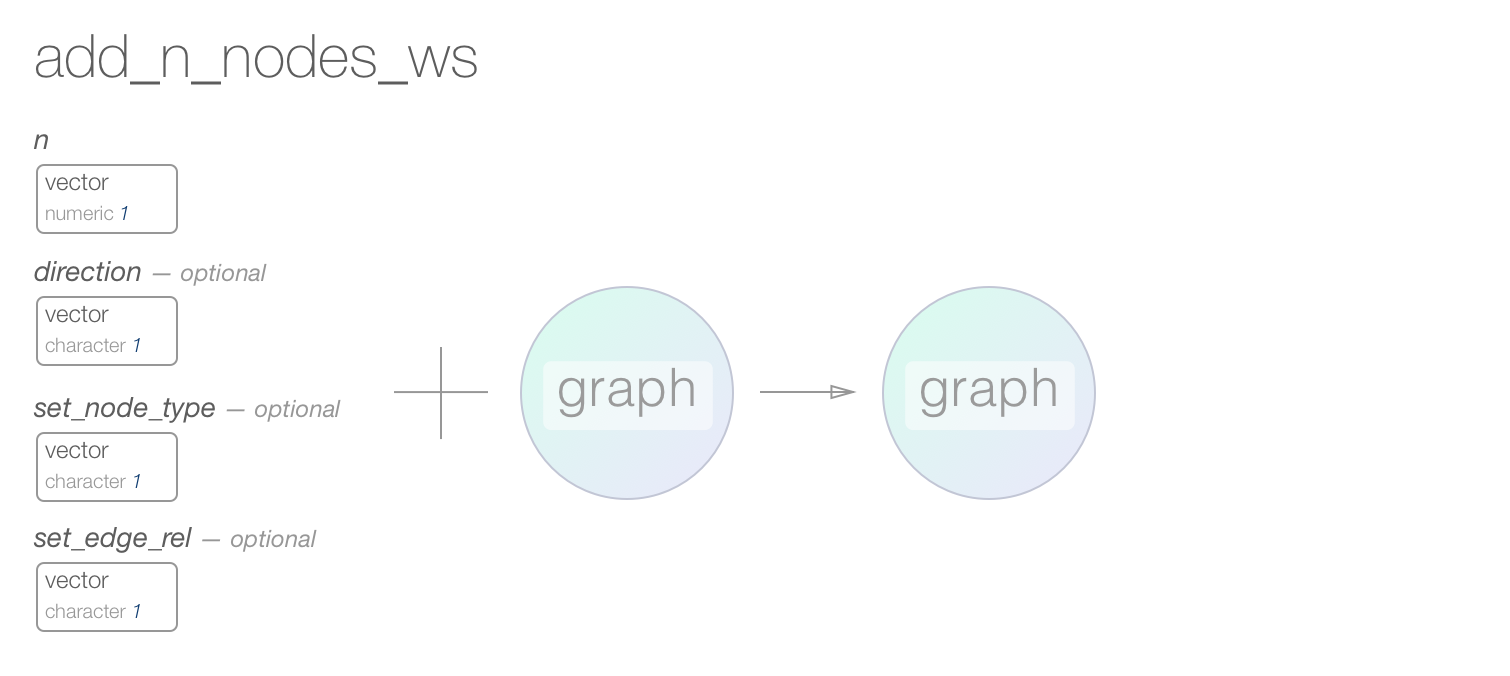 add_n_nodes_ws
n
vector
numeric 1
direction — optional
vector
character 1
set_node_type — optional
vector
character 1
graph
graph
set_edge_rel — optional
vector
character 1